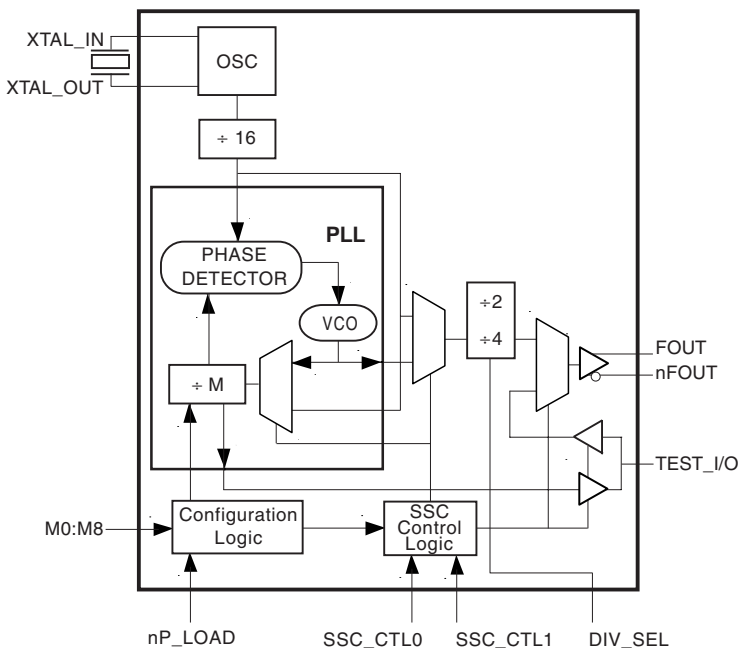 XTAL_IN
OSC
XTAL_OUT
÷ 16
PLL
PHASE
DETECTOR
VCO
÷2
÷4
÷ M
FOUT
nFOUT
TEST_I/O
M0:M8
Configuration
Logic
SSC
Control
Logic
nP_LOAD
SSC_CTL0
SSC_CTL1
DIV_SEL